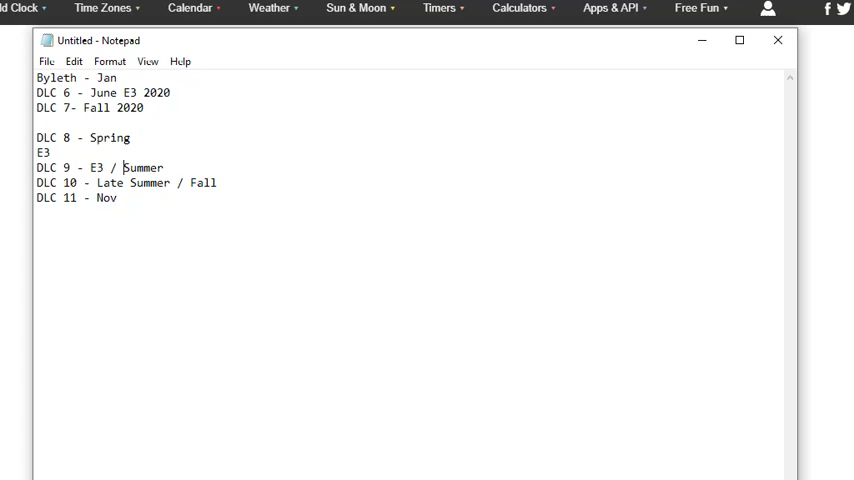 ld Clock Time Zones Calendar Weather Sun & Moon Timers Calculators Apps & API Free Fun
Untitled - Notepad
File Edit Format View Help
Byleth - Jan
DLC 6 - June E3 2020
DLC 7- Fall 2020
DLC 8 - Spring
E3
DLC 9 - E3 / Summer
DLC 10 - Late Summer / Fall
DLC 11 - Nov